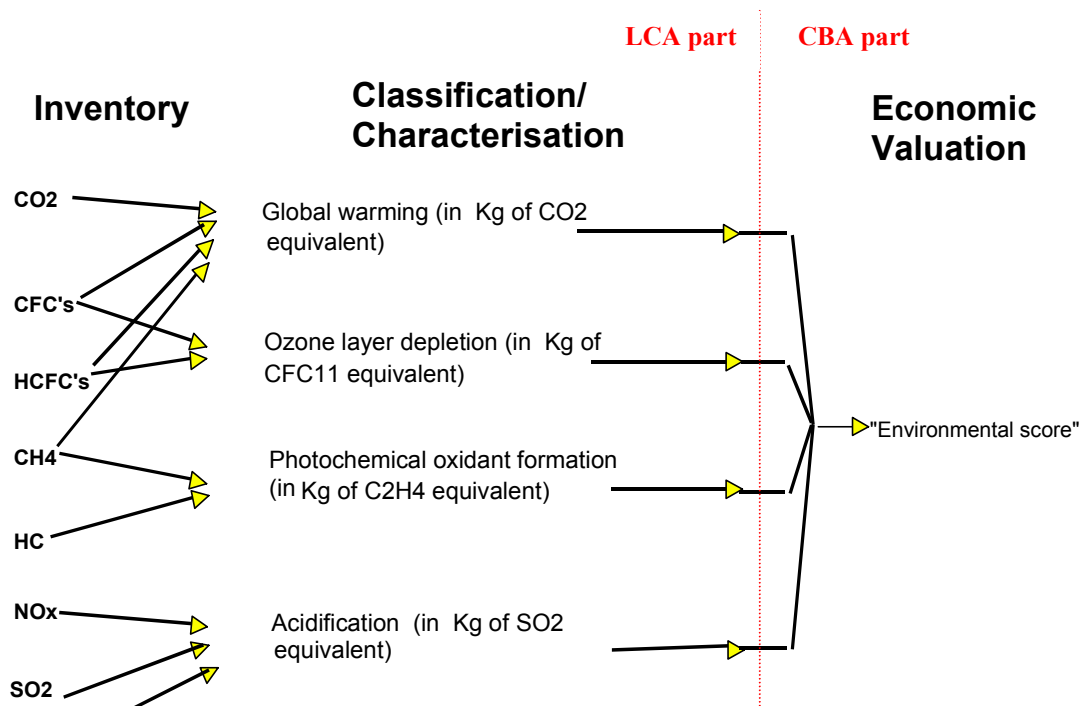 LCA part
CBA part
Inventory
Classification/
Characterisation
Economic
Valuation
CO2
CFC's
HCFC's
CH4
HC
NOx
SO2
Global warming (in Kg of CO2
equivalent)
Ozone layer depletion (in Kg of
CFC11 equivalent)
Photochemical oxidant formation
(in Kg of C2H4 equivalent)
Acidification (in Kg of SO2
equivalent)
"Environmental score"